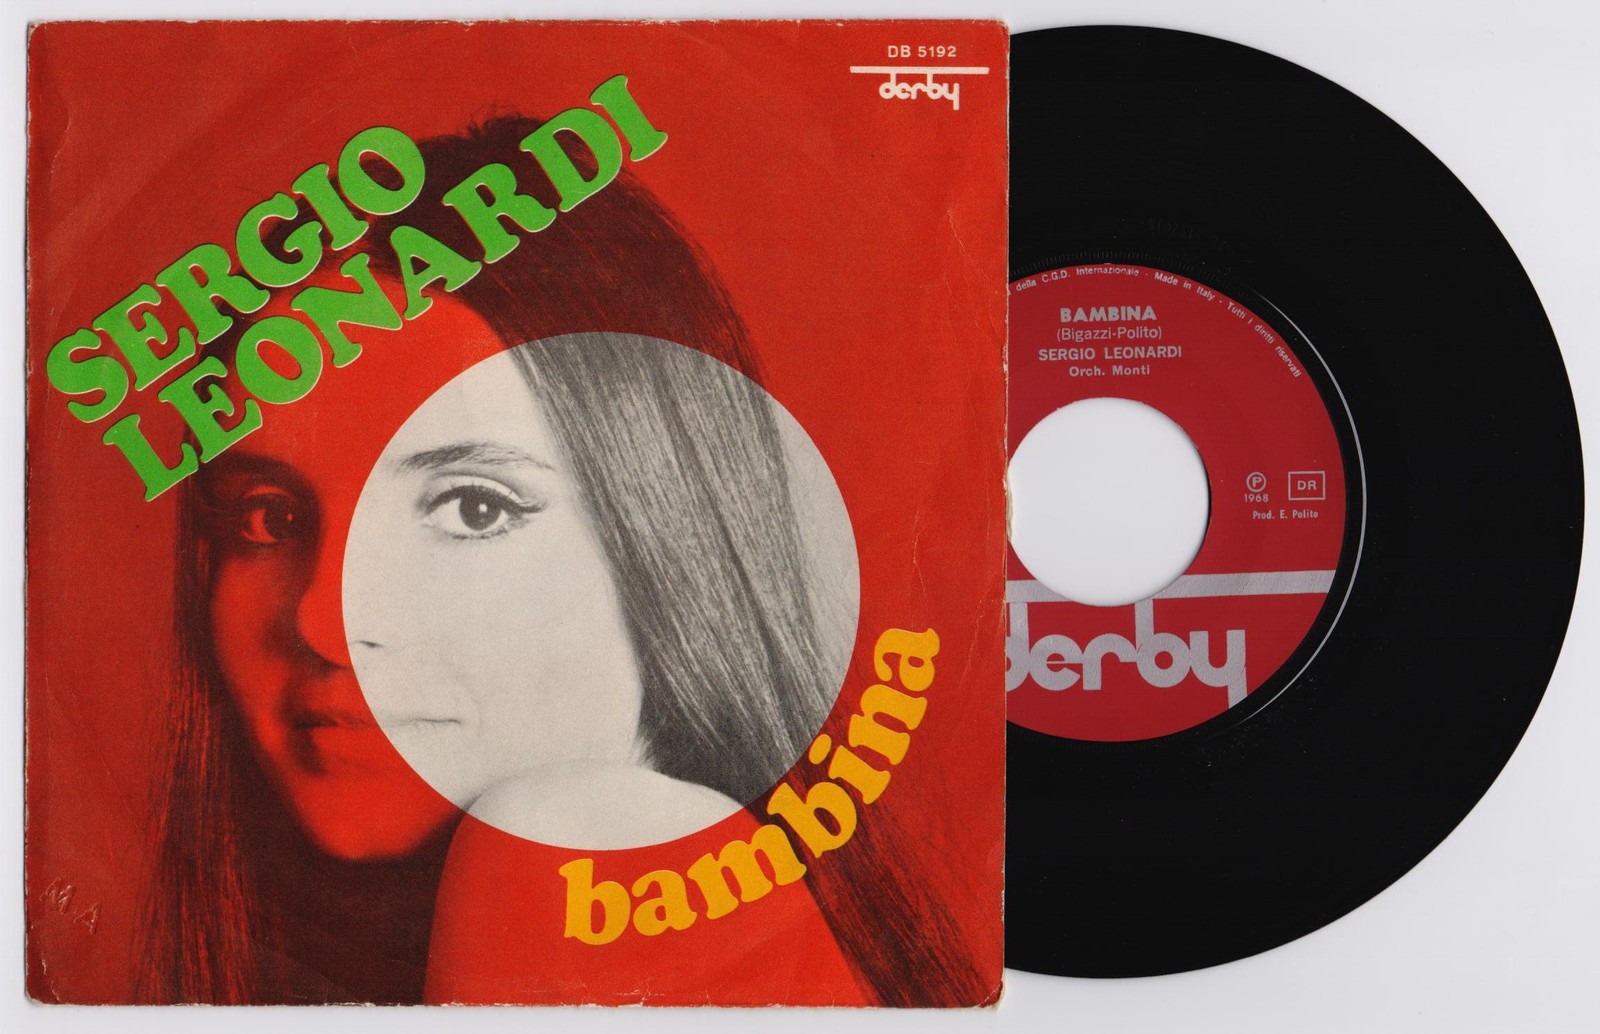 DB 5192
derby
SERGIO
LEONARDI
bambina
M.A
della C.G.D. Internazionale - Made in Italy - Tutti i diritti riservati
BAMBINA
(Bigazzi-Polito)
SERGIO LEONARDI
Orch. Monti
P
1968
DR
Prod. E. Polito
derby